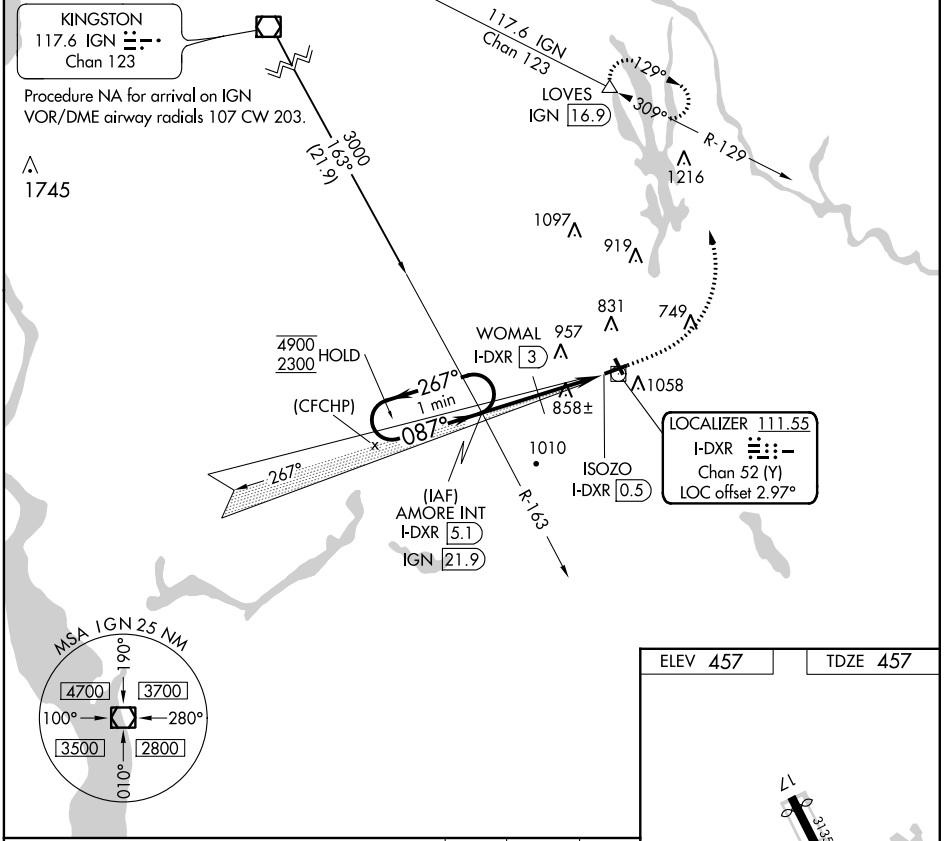 KINGSTON
117.6 IGN
Chan 123
Procedure NA for arrival on IGN
VOR/DME airway radials 107 CW 203.
1745
3000
163°
(21.9)
117.6 IGN
Chan 123
LOVES
IGN 16.9
129°
309°
R-129
1216
1097
919
831
749
957
WOMAL
I-DXR 3
4900
2300 HOLD
267°
1 min
087°
(CFCHP)
267°
858±
1058
1010
ISOZO
I-DXR 0.5
LOCALIZER 111.55
I-DXR
Chan 52 (Y)
LOC offset 2.97°
(IAF)
AMORE INT
I-DXR 5.1
IGN 21.9
R-163
MSA IGN 25 NM
190°
4700
3700
100°
280°
3500
2800
010°
ELEV 457
TDZE 457
17
3135